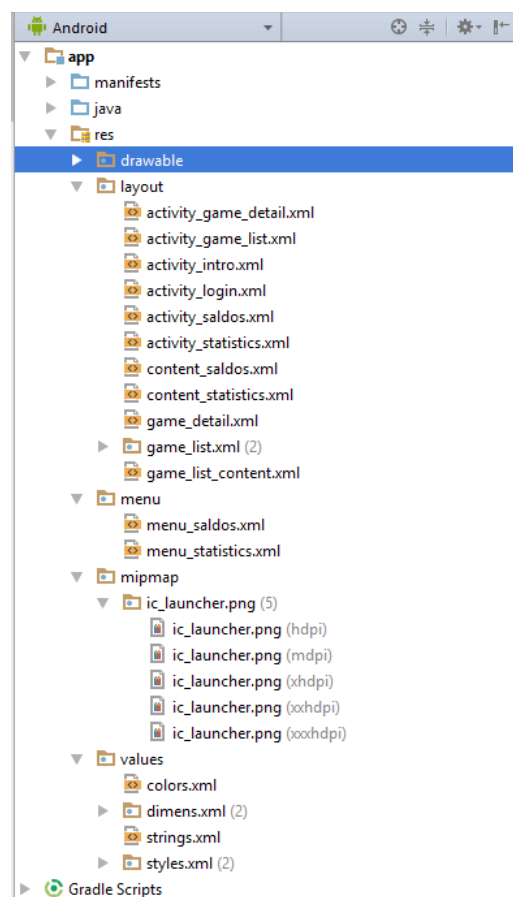 Android
app
manifests
java
res
drawable
layout
activity_game_detail.xml
activity_game_list.xml
activity_intro.xml
activity_login.xml
activity_saldos.xml
activity_statistics.xml
content_saldos.xml
content_statistics.xml
game_detail.xml
game_list.xml (2)
game_list_content.xml
menu
menu_saldos.xml
menu_statistics.xml
mipmap
ic_launcher.png (5)
ic_launcher.png (hdpi)
ic_launcher.png (mdpi)
ic_launcher.png (xhdpi)
ic_launcher.png (xxhdpi)
ic_launcher.png (xxxhdpi)
values
colors.xml
dimens.xml (2)
strings.xml
styles.xml (2)
Gradle Scripts